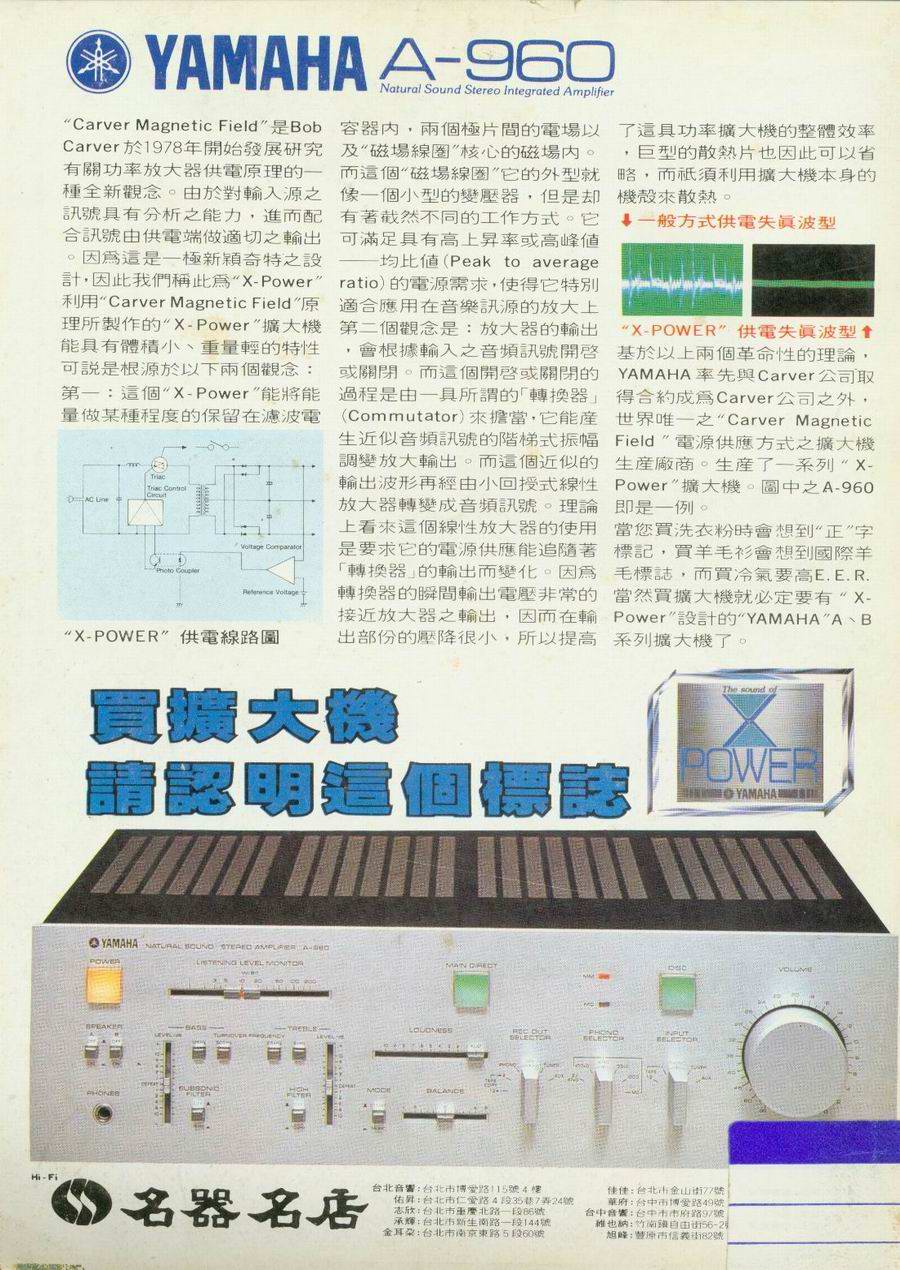 YAMAHA A-960
Natural Sound Stereo Integrated Amplifier
“Carver Magnetic Field”是Bob
Carver於1978年開始發展研究
有關功率放大器供電原理的一
種全新觀念。由於對輸入源之
訊號具有分析之能力，進而配
合訊號由供電端做適切之輸出
。因爲這是一極新穎奇特之設
計，因此我們稱此爲“X-Power”
利用“Carver Magnetic Field”原
理所製作的“X-Power”擴大機
能具有體積小、重量輕的特性
可説是根源於以下兩個觀念：
第一：這個“X-Power”能將能
量做某種程度的保留在濾波電
AC Line
Triac
Triac Control
Circuit
Voltage Comparator
Photo Coupler
Reference Voltage
“X-POWER” 供電線路圖
容器內，兩個極片間的電場以
及“磁場線圈”核心的磁場內。
而這個“磁場線圈”它的外型就
像一個小型的變壓器，但是却
有著截然不同的工作方式。它
可滿足具有高上昇率或高峰値
——均比値(Peak to average
ratio)的電源需求，使得它特別
適合應用在音樂訊源的放大上
第二個觀念是：放大器的輸出
，會根據輸入之音頻訊號開啓
或關閉。而這個開啓或關閉的
過程是由一具所謂的「轉換器」
(Commutator)來擔當，它能産
生近似音頻訊號的階梯式振幅
調變放大輸出。而這個近似的
輸出波形再經由小回授式線性
放大器轉變成音頻訊號。理論
上看來這個線性放大器的使用
是要求它的電源供應能追隨著
「轉換器」的輸出而變化。因爲
轉換器的瞬間輸出電壓非常的
接近放大器之輸出，因而在輸
出部份的壓降很小，所以提高
了這具功率擴大機的整體效率
，巨型的散熱片也因此可以省
略，而祇須利用擴大機本身的
機殼來散熱。
⬇一般方式供電失眞波型
“X-POWER” 供電失眞波型⬆
基於以上兩個革命性的理論，
YAMAHA率先與Carver公司取
得合約成爲Carver公司之外，
世界唯一之“Carver Magnetic
Field ”電源供應方式之擴大機
生産廠商。生産了一系列“X-
Power”擴大機。圖中之A-960
即是一例。
當您買洗衣粉時會想到“正”字
標記，買羊毛衫會想到國際羊
毛標誌，而買冷氣要高E.E.R.
當然買擴大機就必定要有“X-
Power”設計的“YAMAHA”A、B
系列擴大機了。
買擴大機
請認明這個標誌
The sound of
X
POWER
YAMAHA
YAMAHA NATURAL SOUND STEREO AMPLIFIER A-960
POWER
LISTENING LEVEL MONITOR
MAIN DIRECT
MM
MC
DISC
VOLUME
SPEAKERS
BASS
TURNOVER FREQUENCY
TREBLE
LOUDNESS
REC OUT
SELECTOR
PHONO
SELECTOR
INPUT
SELECTOR
PHONES
SUBSONIC
FILTER
HIGH
FILTER
MODE
BALANCE
Hi-Fi
名器名店
台北音響：台北市博愛路115號4樓
佑昇：台北市仁愛路4段35巷7弄24號
志欣：台北市重慶北路一段86號
承輝：台北市新生南路一段144號
金耳朶：台北市南京東路5段60號
佳佳：台北市金山街77號
華府：台中市博愛路49號
台中音響：台中市市府路97號
維也納：竹南鎮自由街56-2
旭峰：豐原市信義街82號